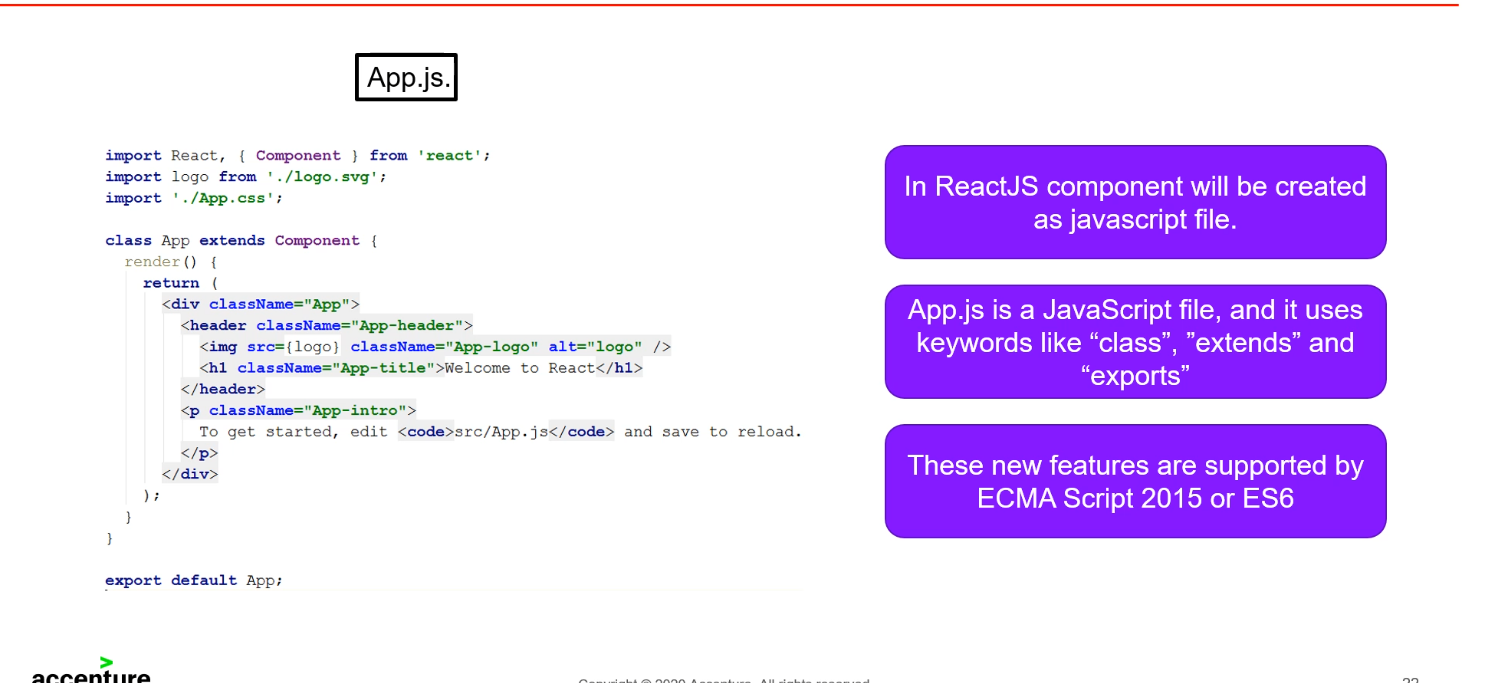 App.js.
import React, { Component } from 'react';
import logo from './logo.svg';
import './App.css';
class App extends Component {
render() {
return (
<div className="App">
<header className="App-header">
<img src={logo} className="App-logo" alt="logo" />
<h1 className="App-title">Welcome to React</h1>
</header>
<p className="App-intro">
To get started, edit <code>src/App.js</code> and save to reload.
</p>
</div>
);
}
}
export default App;
In ReactJS component will be created
as javascript file.
App.js is a JavaScript file, and it uses
keywords like “class”, ”extends” and
“exports”
These new features are supported by
ECMA Script 2015 or ES6
accenture
Copyright © 2020 Accenture. All rights reserved.